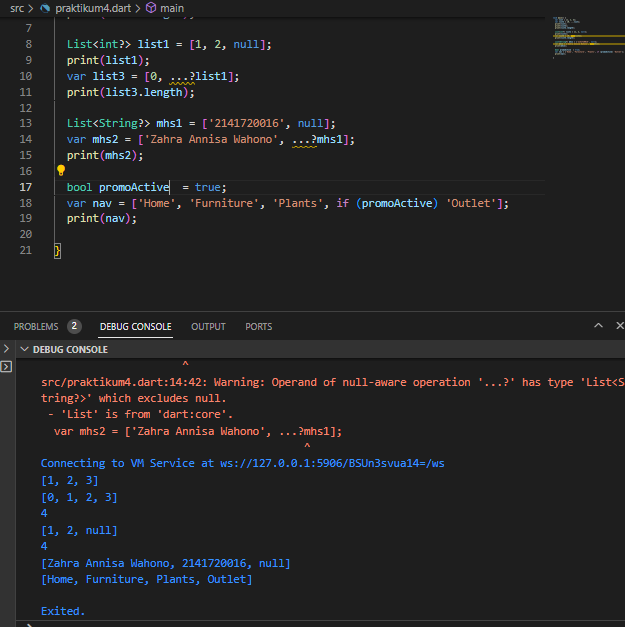 src > praktikum4.dart > main
7
8 List<int?> list1 = [1, 2, null];
9 print(list1);
10 var list3 = [0, ...?list1];
11 print(list3.length);
12
13 List<String?> mhs1 = ['2141720016', null];
14 var mhs2 = ['Zahra Annisa Wahono', ...?mhs1];
15 print(mhs2);
16
17 bool promoActive  = true;
18 var nav = ['Home', 'Furniture', 'Plants', if (promoActive) 'Outlet'];
19 print(nav);
20
21 }
PROBLEMS 2 DEBUG CONSOLE OUTPUT PORTS
DEBUG CONSOLE
^
src/praktikum4.dart:14:42: Warning: Operand of null-aware operation '...?' has type 'List<S
tring?>' which excludes null.
- 'List' is from 'dart:core'.
var mhs2 = ['Zahra Annisa Wahono', ...?mhs1];
^
Connecting to VM Service at ws://127.0.0.1:5906/BSUn3svua14=/ws
[1, 2, 3]
[0, 1, 2, 3]
4
[1, 2, null]
4
[Zahra Annisa Wahono, 2141720016, null]
[Home, Furniture, Plants, Outlet]
Exited.